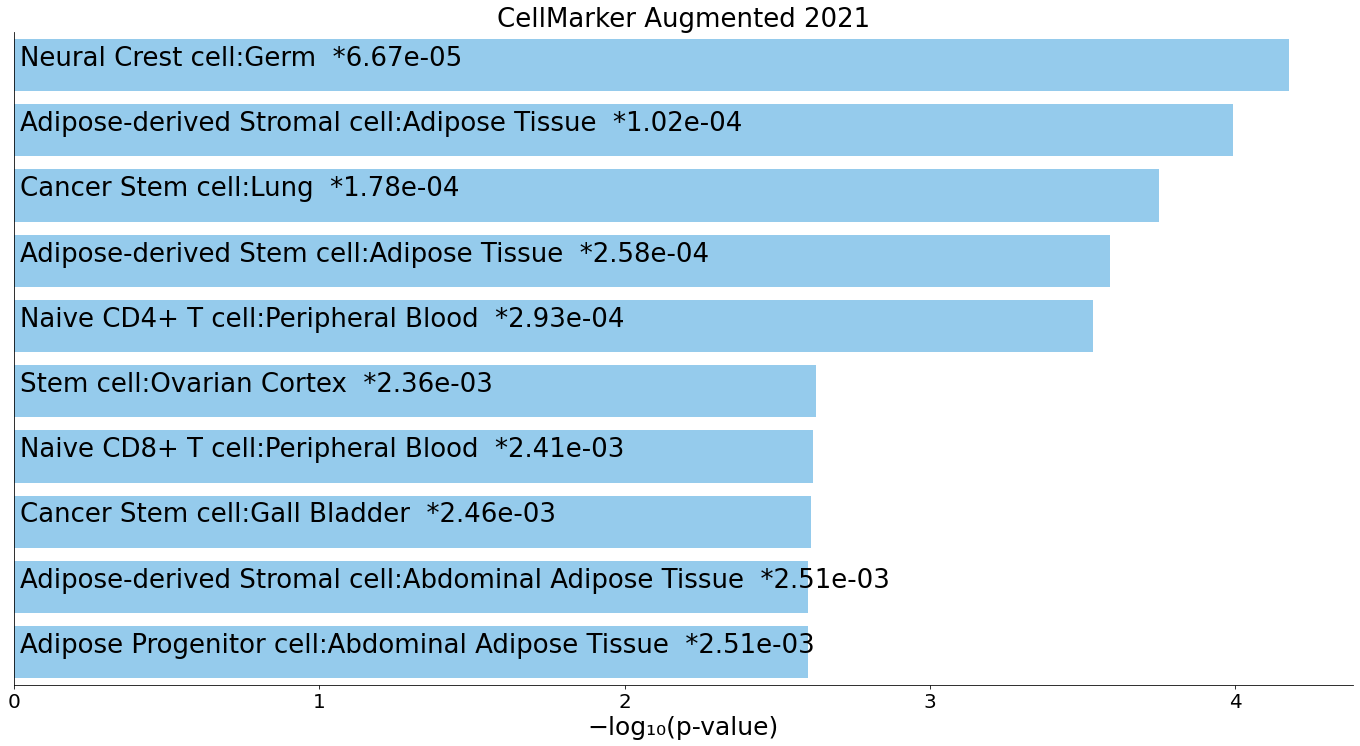 CellMarker Augmented 2021
Neural Crest cell:Germ *6.67e-05
Adipose-derived Stromal cell:Adipose Tissue *1.02e-04
Cancer Stem cell:Lung *1.78e-04
Adipose-derived Stem cell:Adipose Tissue *2.58e-04
Naive CD4+ T cell:Peripheral Blood *2.93e-04
Stem cell:Ovarian Cortex *2.36e-03
Naive CD8+ T cell:Peripheral Blood *2.41e-03
Cancer Stem cell:Gall Bladder *2.46e-03
Adipose-derived Stromal cell:Abdominal Adipose Tissue *2.51e-03
Adipose Progenitor cell:Abdominal Adipose Tissue *2.51e-03
0 1 2 3 4
−log₁₀(p-value)